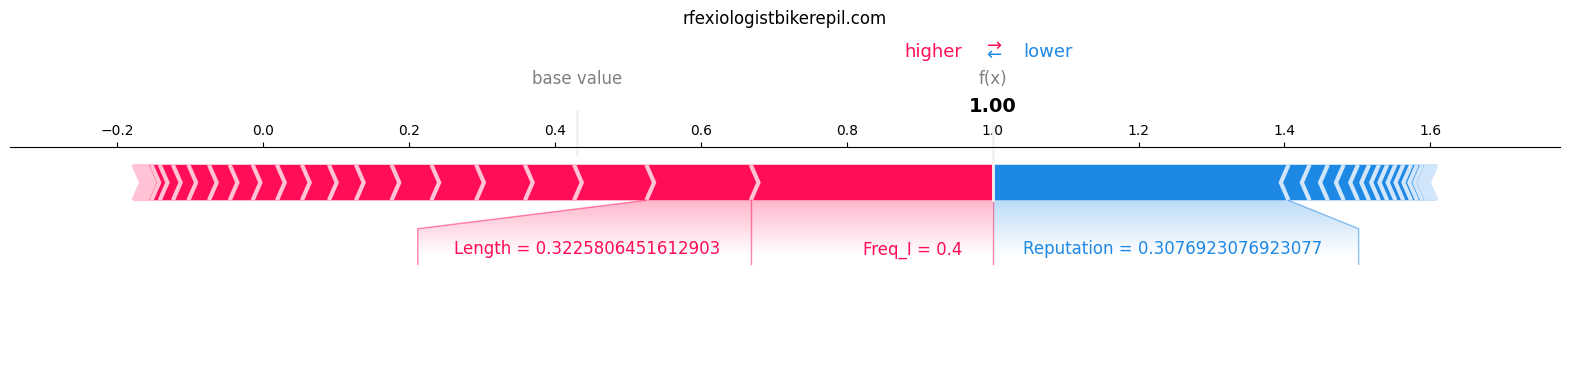 rfexiologistbikerepil.com
higher ⇄ lower
base value f(x)
1.00
−0.2 0.0 0.2 0.4 0.6 0.8 1.0 1.2 1.4 1.6
Length = 0.3225806451612903 Freq_I = 0.4 Reputation = 0.3076923076923077